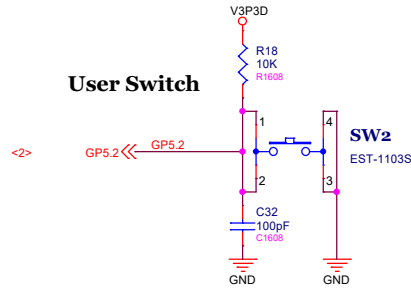 V3P3D
R18
10K
R1608
User Switch
1
4
SW2
<2>
GP5.2
GP5.2
EST-1103S
2
3
C32
100pF
C1608
GND
GND